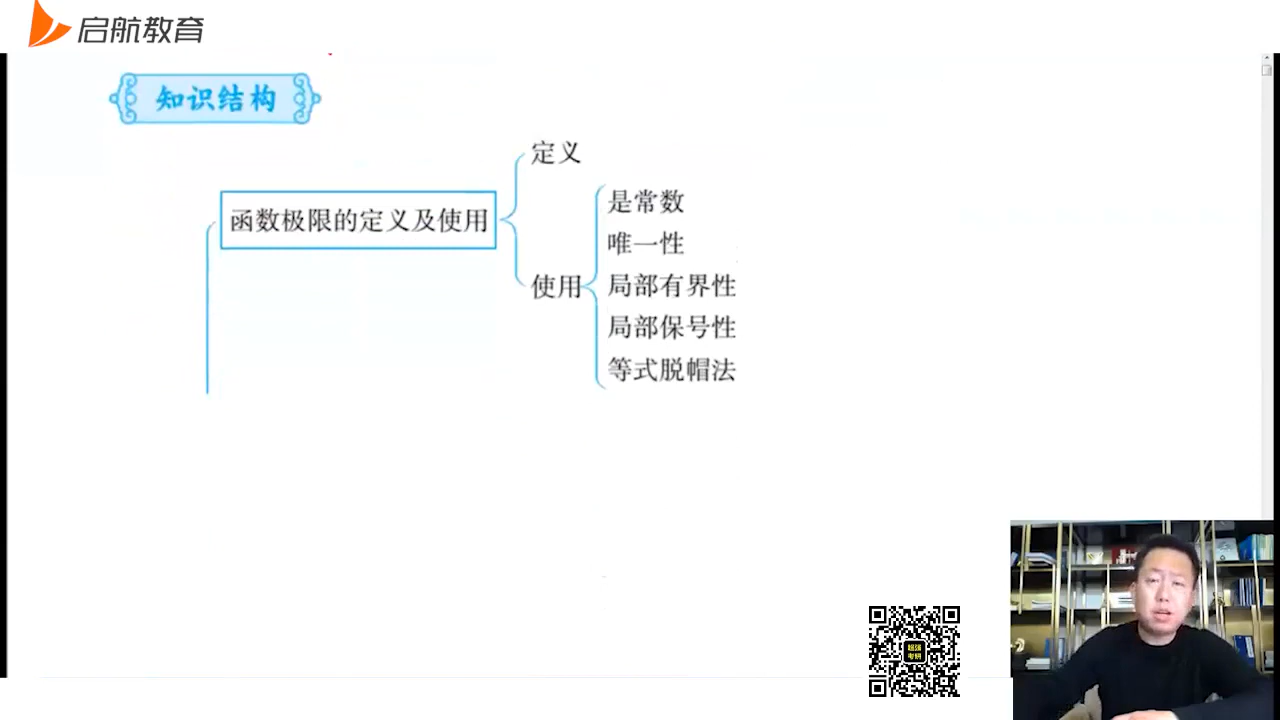 启航教育
知识结构
定义
函数极限的定义及使用
是常数
唯一性
使用
局部有界性
局部保号性
等式脱帽法